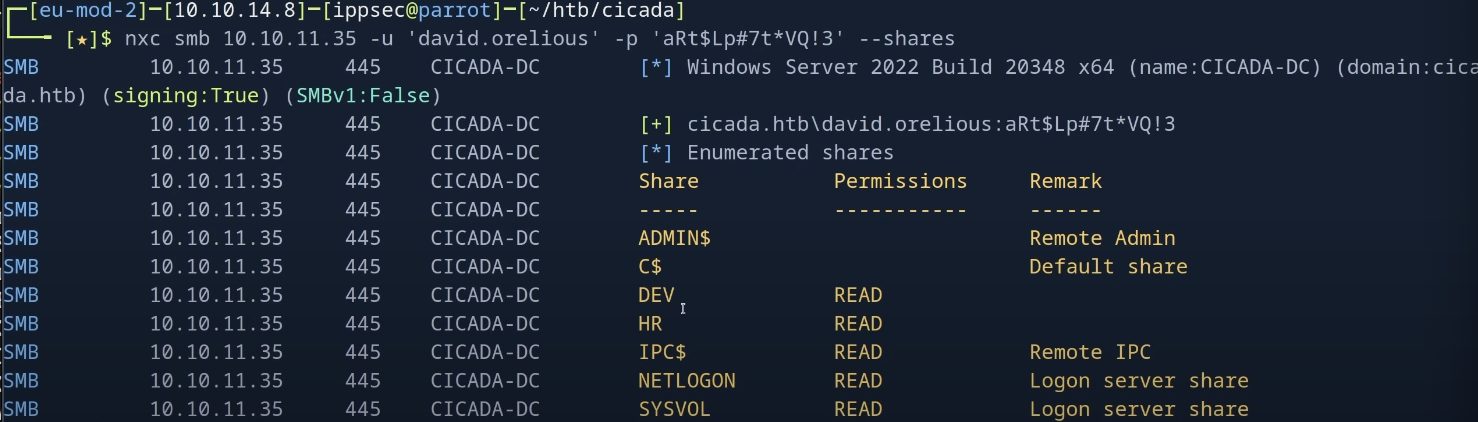 [eu-mod-2]─[10.10.14.8]─[ippsec@parrot]─[~/htb/cicada]
[★]$ nxc smb 10.10.11.35 -u 'david.orelious' -p 'aRt$Lp#7t*VQ!3' --shares
SMB 10.10.11.35 445 CICADA-DC [*] Windows Server 2022 Build 20348 x64 (name:CICADA-DC) (domain:cica
da.htb) (signing:True) (SMBv1:False)
SMB 10.10.11.35 445 CICADA-DC [+] cicada.htb\david.orelious:aRt$Lp#7t*VQ!3
SMB 10.10.11.35 445 CICADA-DC [*] Enumerated shares
SMB 10.10.11.35 445 CICADA-DC Share Permissions Remark
SMB 10.10.11.35 445 CICADA-DC ----- ----------- ------
SMB 10.10.11.35 445 CICADA-DC ADMIN$ Remote Admin
SMB 10.10.11.35 445 CICADA-DC C$ Default share
SMB 10.10.11.35 445 CICADA-DC DEV READ
SMB 10.10.11.35 445 CICADA-DC HR READ
SMB 10.10.11.35 445 CICADA-DC IPC$ READ Remote IPC
SMB 10.10.11.35 445 CICADA-DC NETLOGON READ Logon server share
SMB 10.10.11.35 445 CICADA-DC SYSVOL READ Logon server share